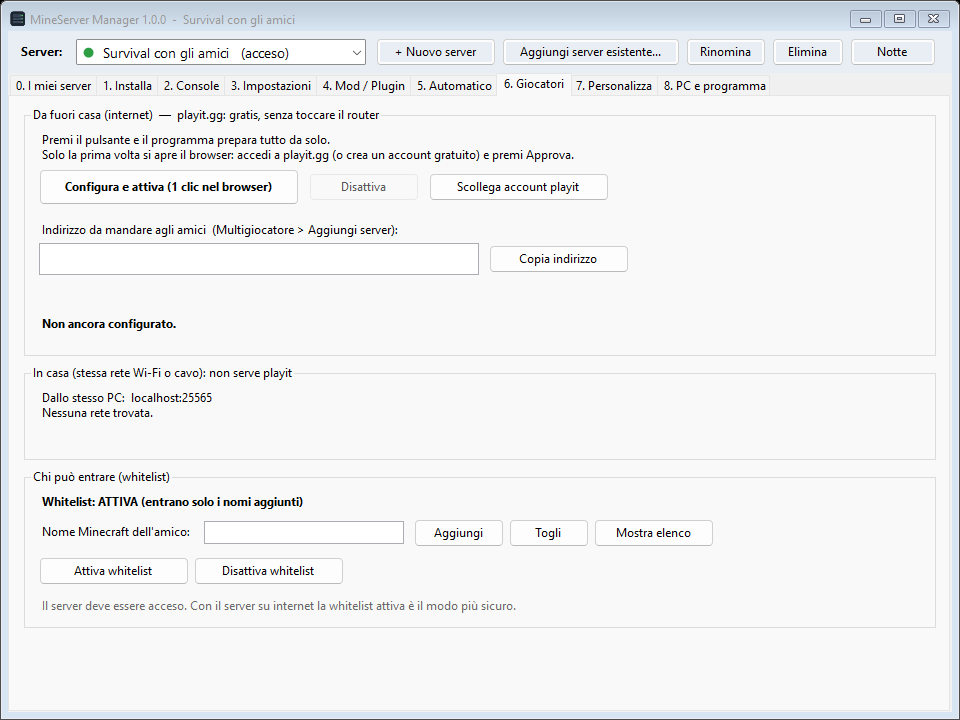 MineServer Manager 1.0.0 - Survival con gli amici
Server: Survival con gli amici (acceso) + Nuovo server Aggiungi server esistente... Rinomina Elimina Notte
0. I miei server 1. Installa 2. Console 3. Impostazioni 4. Mod / Plugin 5. Automatico 6. Giocatori 7. Personalizza 8. PC e programma
Da fuori casa (internet) — playit.gg: gratis, senza toccare il router
Premi il pulsante e il programma prepara tutto da solo.
Solo la prima volta si apre il browser: accedi a playit.gg (o crea un account gratuito) e premi Approva.
Configura e attiva (1 clic nel browser) Disattiva Scollega account playit
Indirizzo da mandare agli amici (Multigiocatore > Aggiungi server):
Copia indirizzo
Non ancora configurato.
In casa (stessa rete Wi-Fi o cavo): non serve playit
Dallo stesso PC: localhost:25565
Nessuna rete trovata.
Chi può entrare (whitelist)
Whitelist: ATTIVA (entrano solo i nomi aggiunti)
Nome Minecraft dell'amico: Aggiungi Togli Mostra elenco
Attiva whitelist Disattiva whitelist
Il server deve essere acceso. Con il server su internet la whitelist attiva è il modo più sicuro.